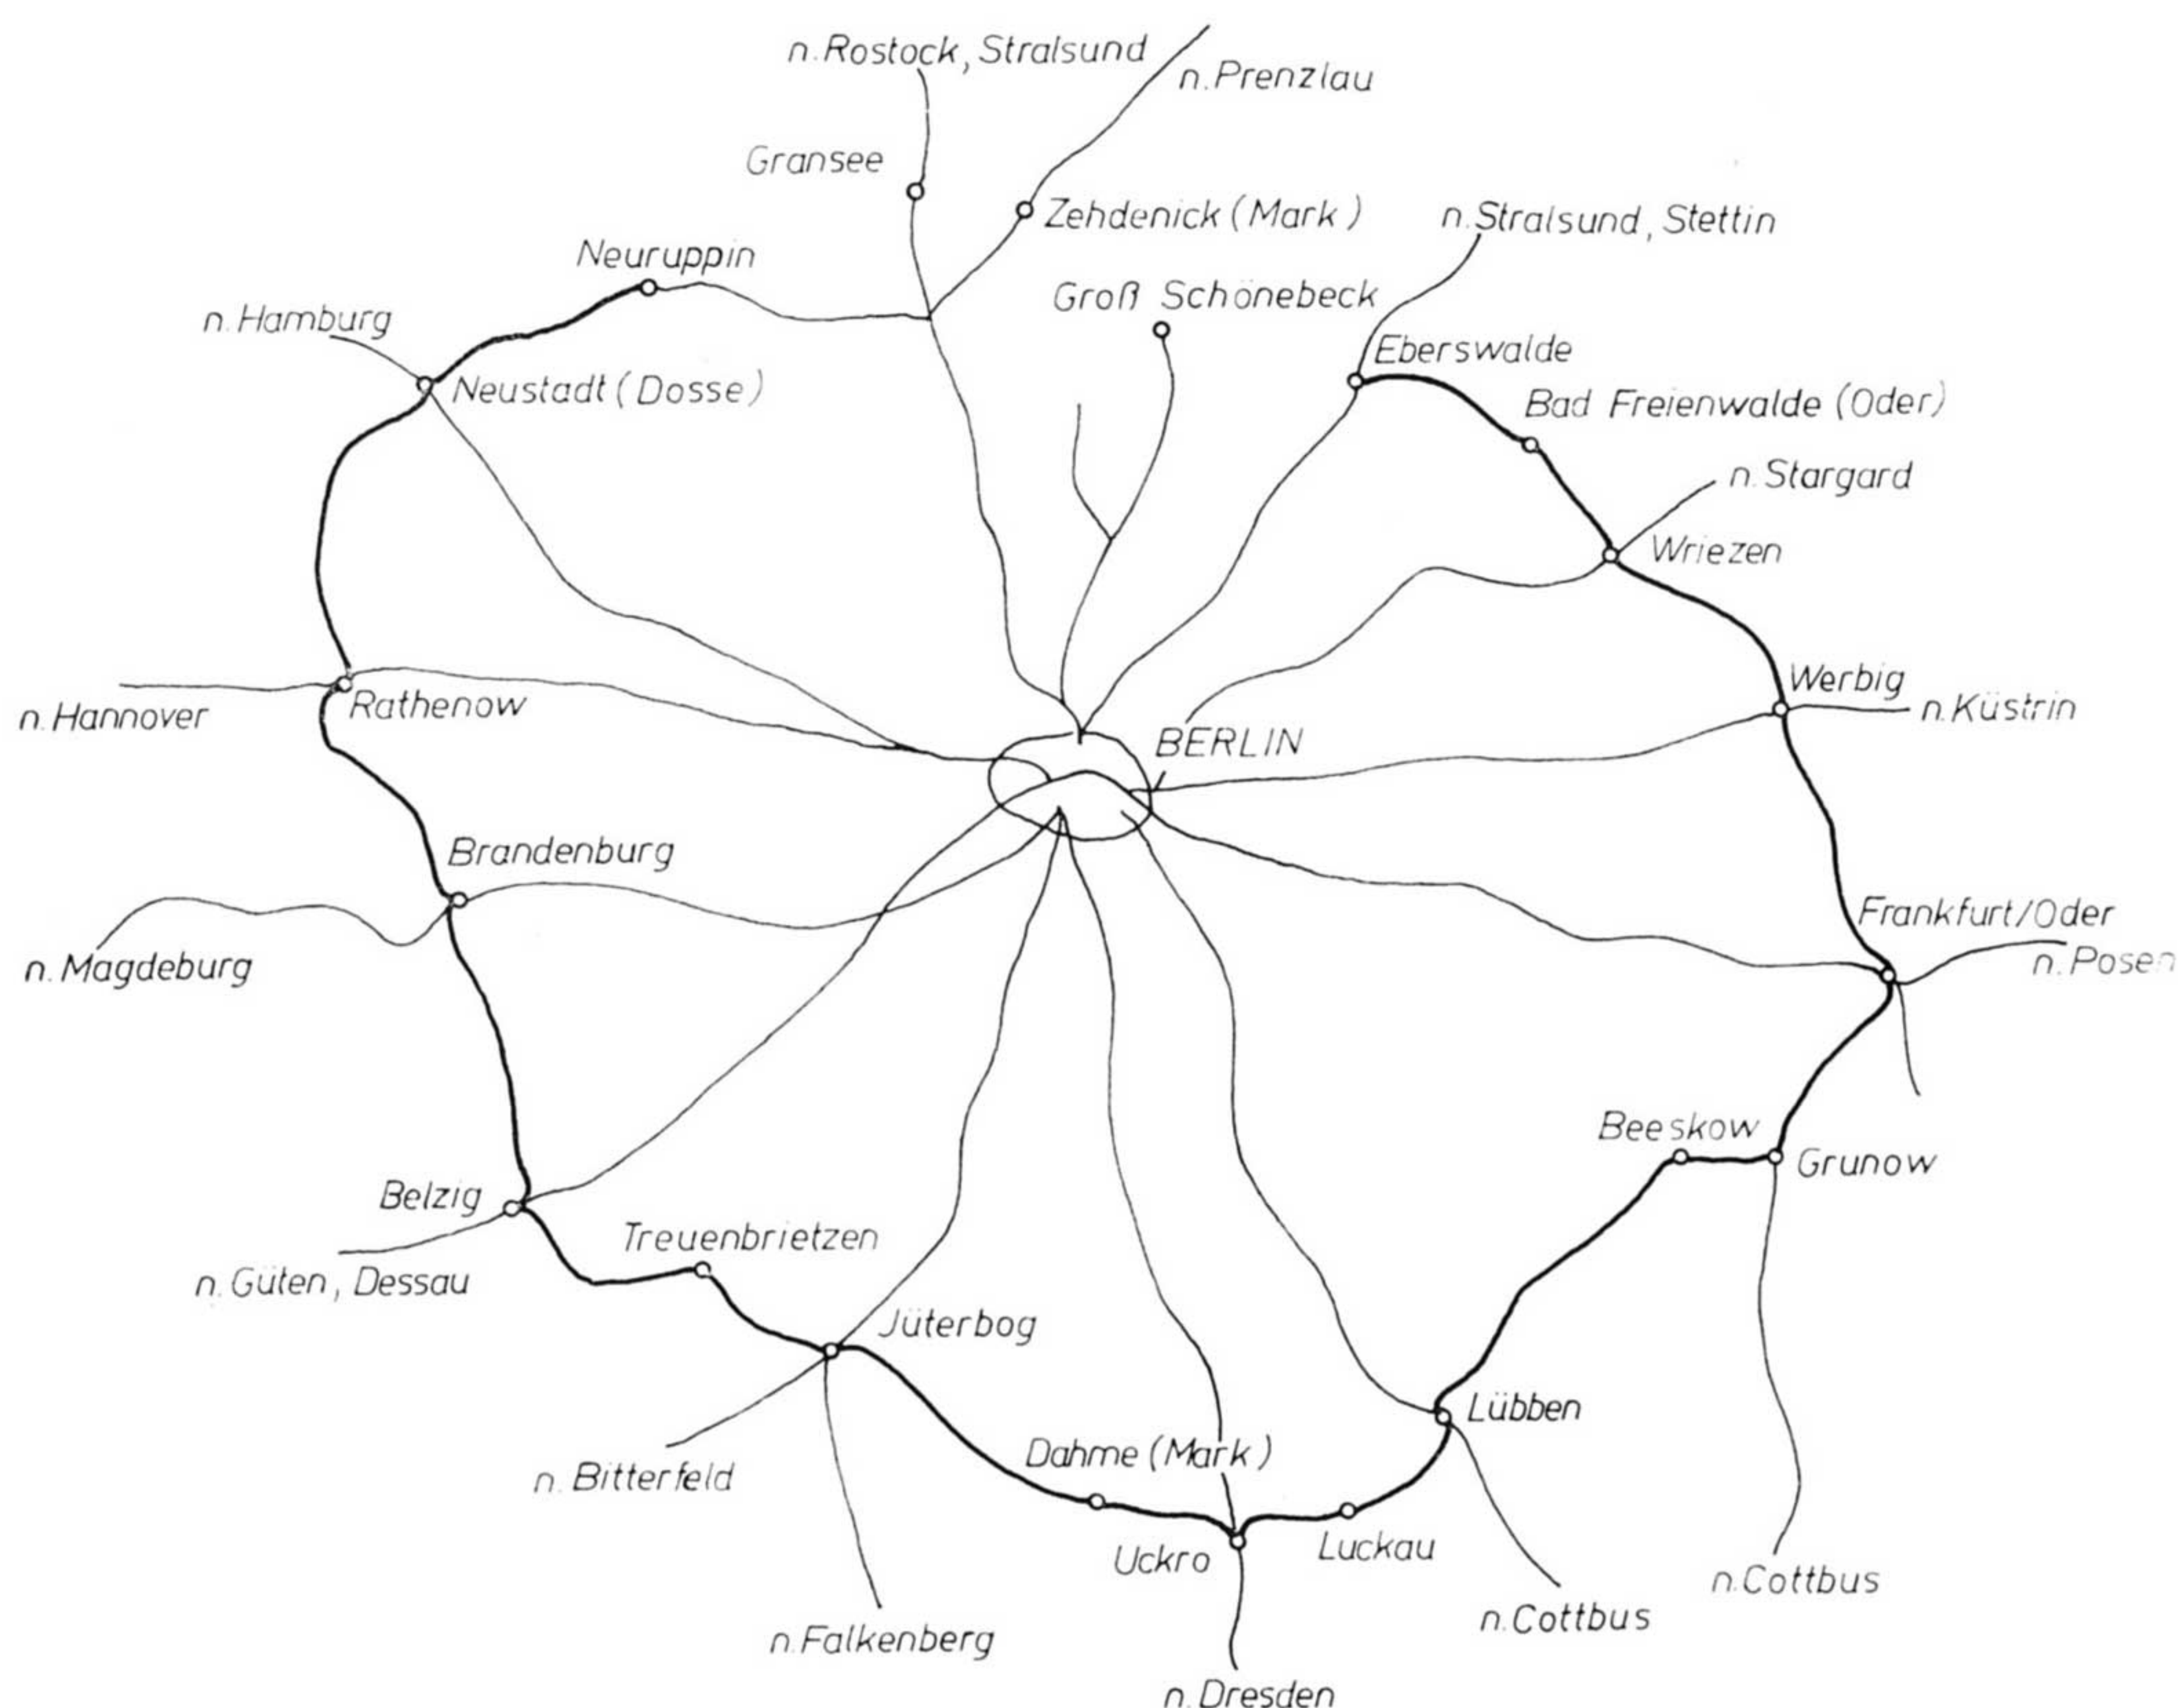 n. Rostock, Stralsund
n. Prenzlau
Gransee
Zehdenick (Mark)
n. Stralsund, Stettin
Neuruppin
Groß Schönebeck
n. Hamburg
Eberswalde
Neustadt (Dosse)
Bad Freienwalde (Oder)
n. Stargard
Wriezen
Werbig
n. Hannover
Rathenow
n. Küstrin
BERLIN
Brandenburg
Frankfurt/Oder
n. Magdeburg
n. Posen
Beeskow
Grunow
Belzig
Treuenbrietzen
n. Güten, Dessau
Jüterbog
Lübben
Dahme (Mark)
n. Bitterfeld
Uckro
Luckau
n. Cottbus
n. Cottbus
n. Falkenberg
n. Dresden